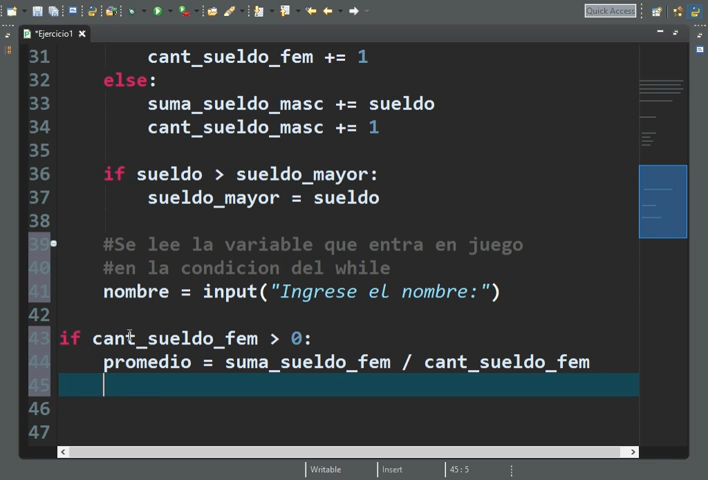 Quick Access
*Ejercicio1
31 cant_sueldo_fem += 1
32 else:
33 suma_sueldo_masc += sueldo
34 cant_sueldo_masc += 1
35
36 if sueldo > sueldo_mayor:
37 sueldo_mayor = sueldo
38
39 #Se lee la variable que entra en juego
40 #en la condicion del while
41 nombre = input("Ingrese el nombre:")
42
43 if cant_sueldo_fem > 0:
44 promedio = suma_sueldo_fem / cant_sueldo_fem
45
46
47
Writable Insert 45 : 5